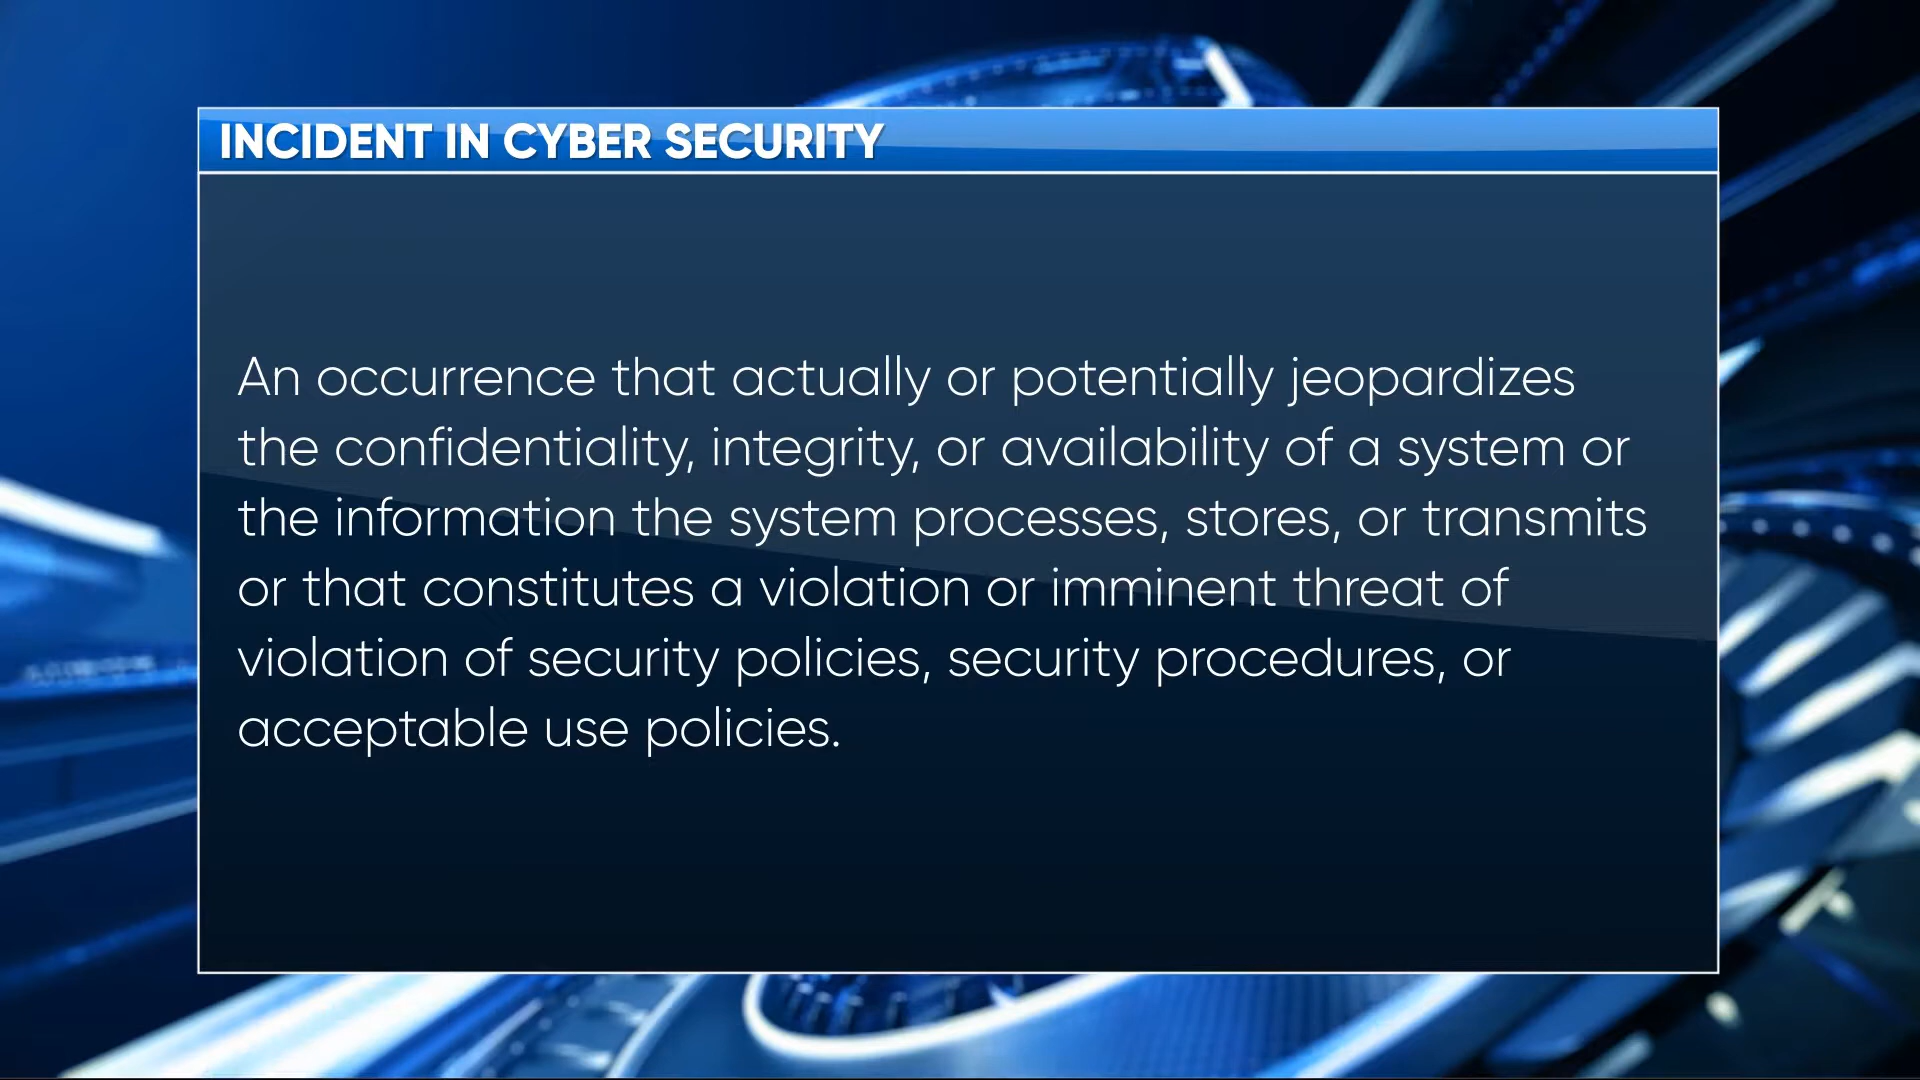 INCIDENT IN CYBER SECURITY
An occurrence that actually or potentially jeopardizes
the confidentiality, integrity, or availability of a system or
the information the system processes, stores, or transmits
or that constitutes a violation or imminent threat of
violation of security policies, security procedures, or
acceptable use policies.